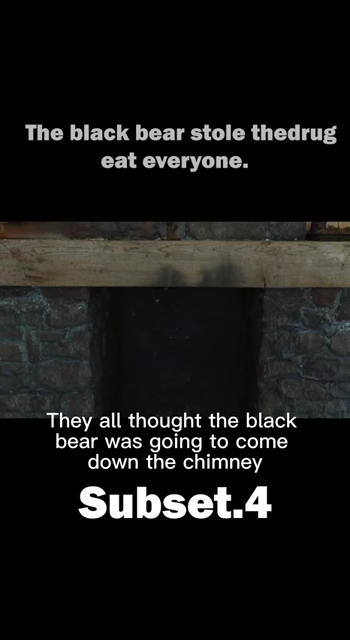 The black bear stole thedrug
eat everyone.
They all thought the black
bear was going to come
down the chimney
Subset.4